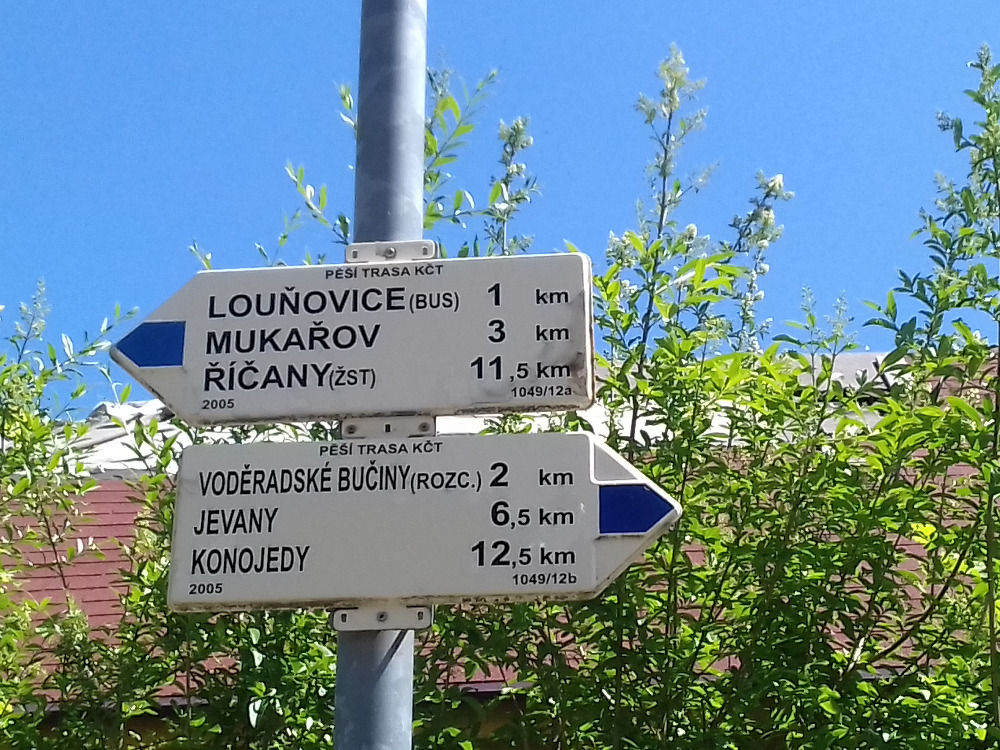 PĚŠÍ TRASA KČT
LOUŇOVICE(BUS) 1 km
MUKAŘOV 3 km
ŘÍČANY(ŽST) 11,5 km
2005 1049/12a
PĚŠÍ TRASA KČT
VODĚRADSKÉ BUČINY(ROZC.) 2 km
JEVANY 6,5 km
KONOJEDY 12,5 km
2005 1049/12b